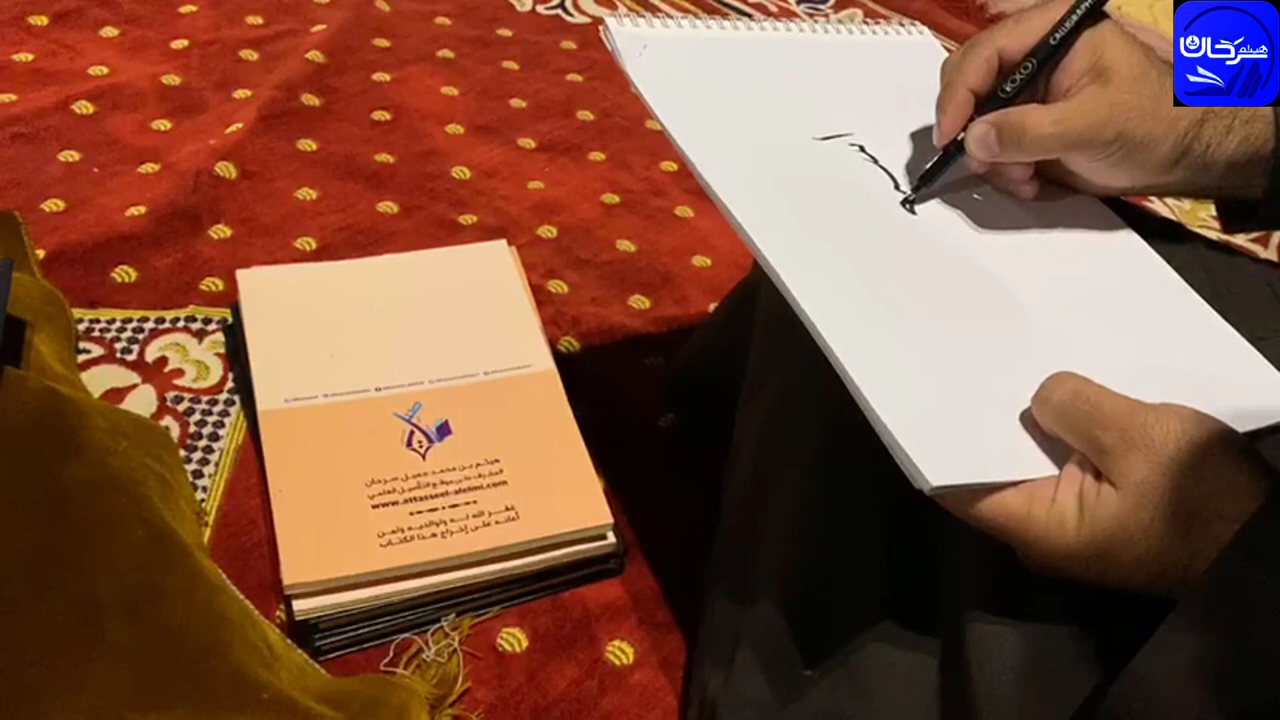 هيثم سرحان
KOKO CALLIGRAPHY
هيثم بن محمد جميل سرحان
المشرف على موقع التأصيل العلمي
www.attasseel-alelmi.com
غفر الله له ولوالديه ولمن
أعانه على إخراج هذا الكتاب